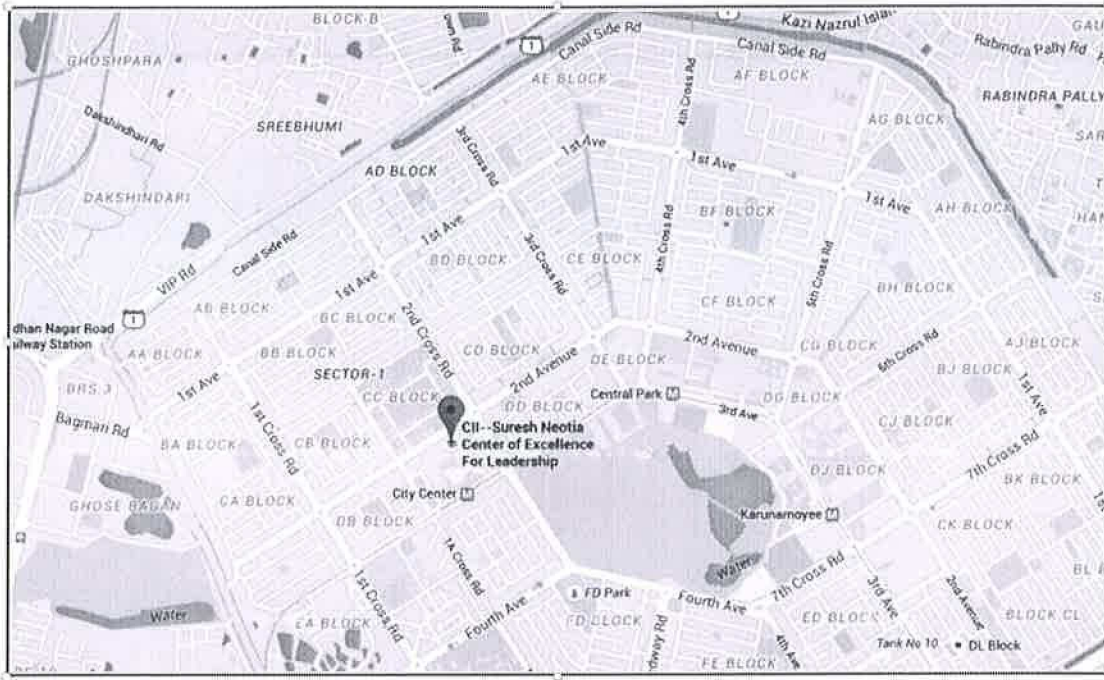 BLOCK-B
Kazi Nazrul Islam
Canal Side Rd
1
Canal Side Rd
Rabindra Pally Rd
GHOSHPARA
AE BLOCK
AF BLOCK
RABINDRA PALLY
4th Cross Rd
Dakshindhari Rd
SREEBHUMI
3rd Cross Rd
AG BLOCK
1st Ave
1st Ave
AD BLOCK
DAKSHINDARI
1st Ave
AH BLOCK
BF BLOCK
1st Ave
3rd Cross Rd
4th Cross Rd
5th Cross Rd
Canal Side Rd
BD BLOCK
CE BLOCK
VIP Rd
1st Ave
BH BLOCK
AB BLOCK
BC BLOCK
2nd Cross Rd
CF BLOCK
1
dhan Nagar Road
ailway Station
AA BLOCK
BB BLOCK
CD BLOCK
2nd Avenue
DE BLOCK
2nd Avenue
CG BLOCK
6th Cross Rd
AJ BLOCK
SECTOR-1
BJ BLOCK
1st Ave
1st Ave
BRS 3
CC BLOCK
DD BLOCK
Central Park
3rd Ave
DG BLOCK
Bagmari Rd
1st Cross Rd
CII--Suresh Neotia
Center of Excellence
For Leadership
CJ BLOCK
BA BLOCK
CB BLOCK
7th Cross Rd
DJ BLOCK
BK BLOCK
GHOSE BAGAN
CA BLOCK
City Center
Karunamoyee
DB BLOCK
CK BLOCK
1A Cross Rd
Water
7th Cross Rd
1st Cross Rd
FD Park
3rd Ave
2nd Avenue
Water
EA BLOCK
Fourth Ave
FD BLOCK
Fourth Ave
ED BLOCK
BLOCK CL
4th Ave
Tank No 10
DL Block
FE BLOCK